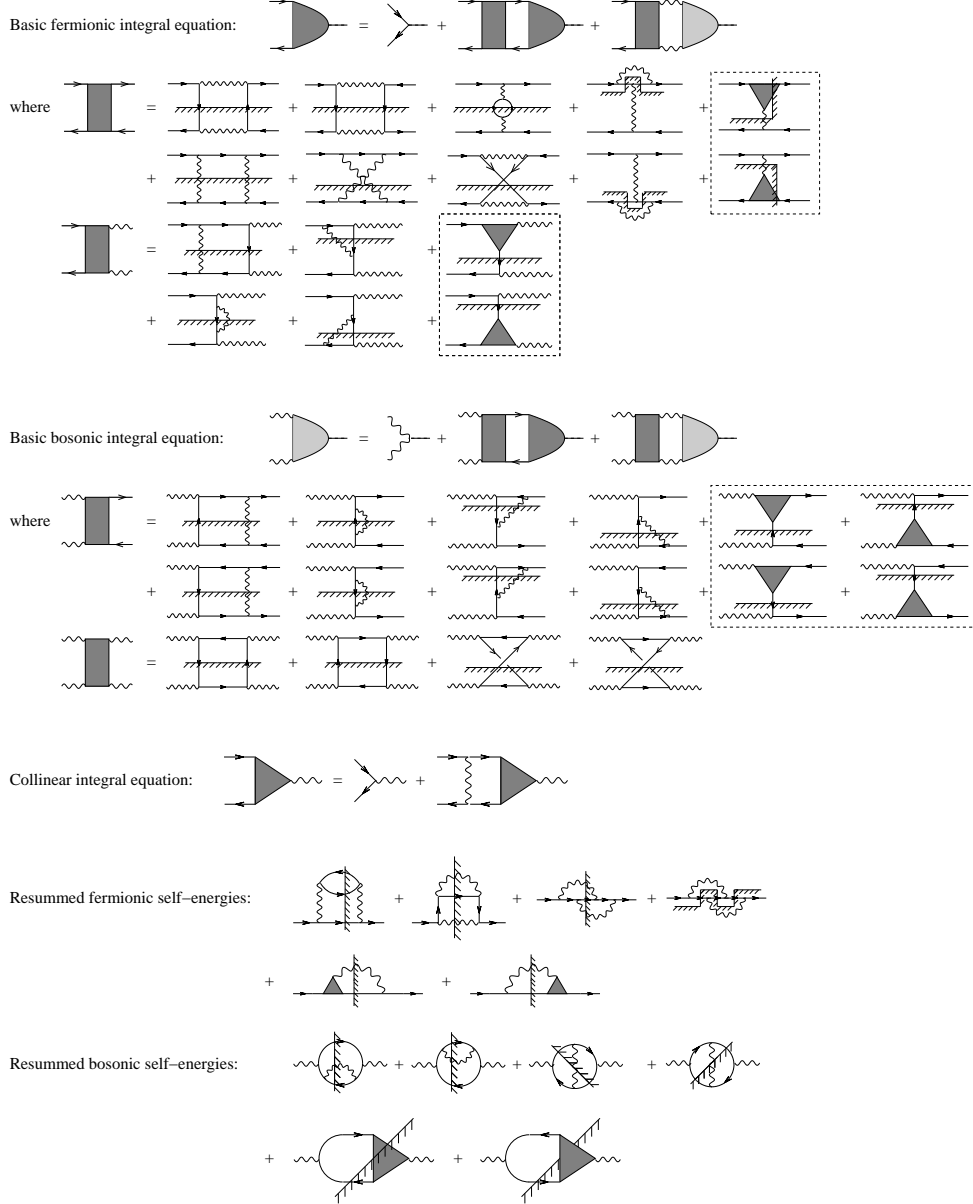 Basic fermionic integral equation: = + +
where = + + + +
+ + + +
= + +
+ + +
Basic bosonic integral equation: = + +
where = + + + + +
+ + + + +
= + + +
Collinear integral equation: = +
Resummed fermionic self−energies: + + +
+ +
Resummed bosonic self−energies: + + +
+ +